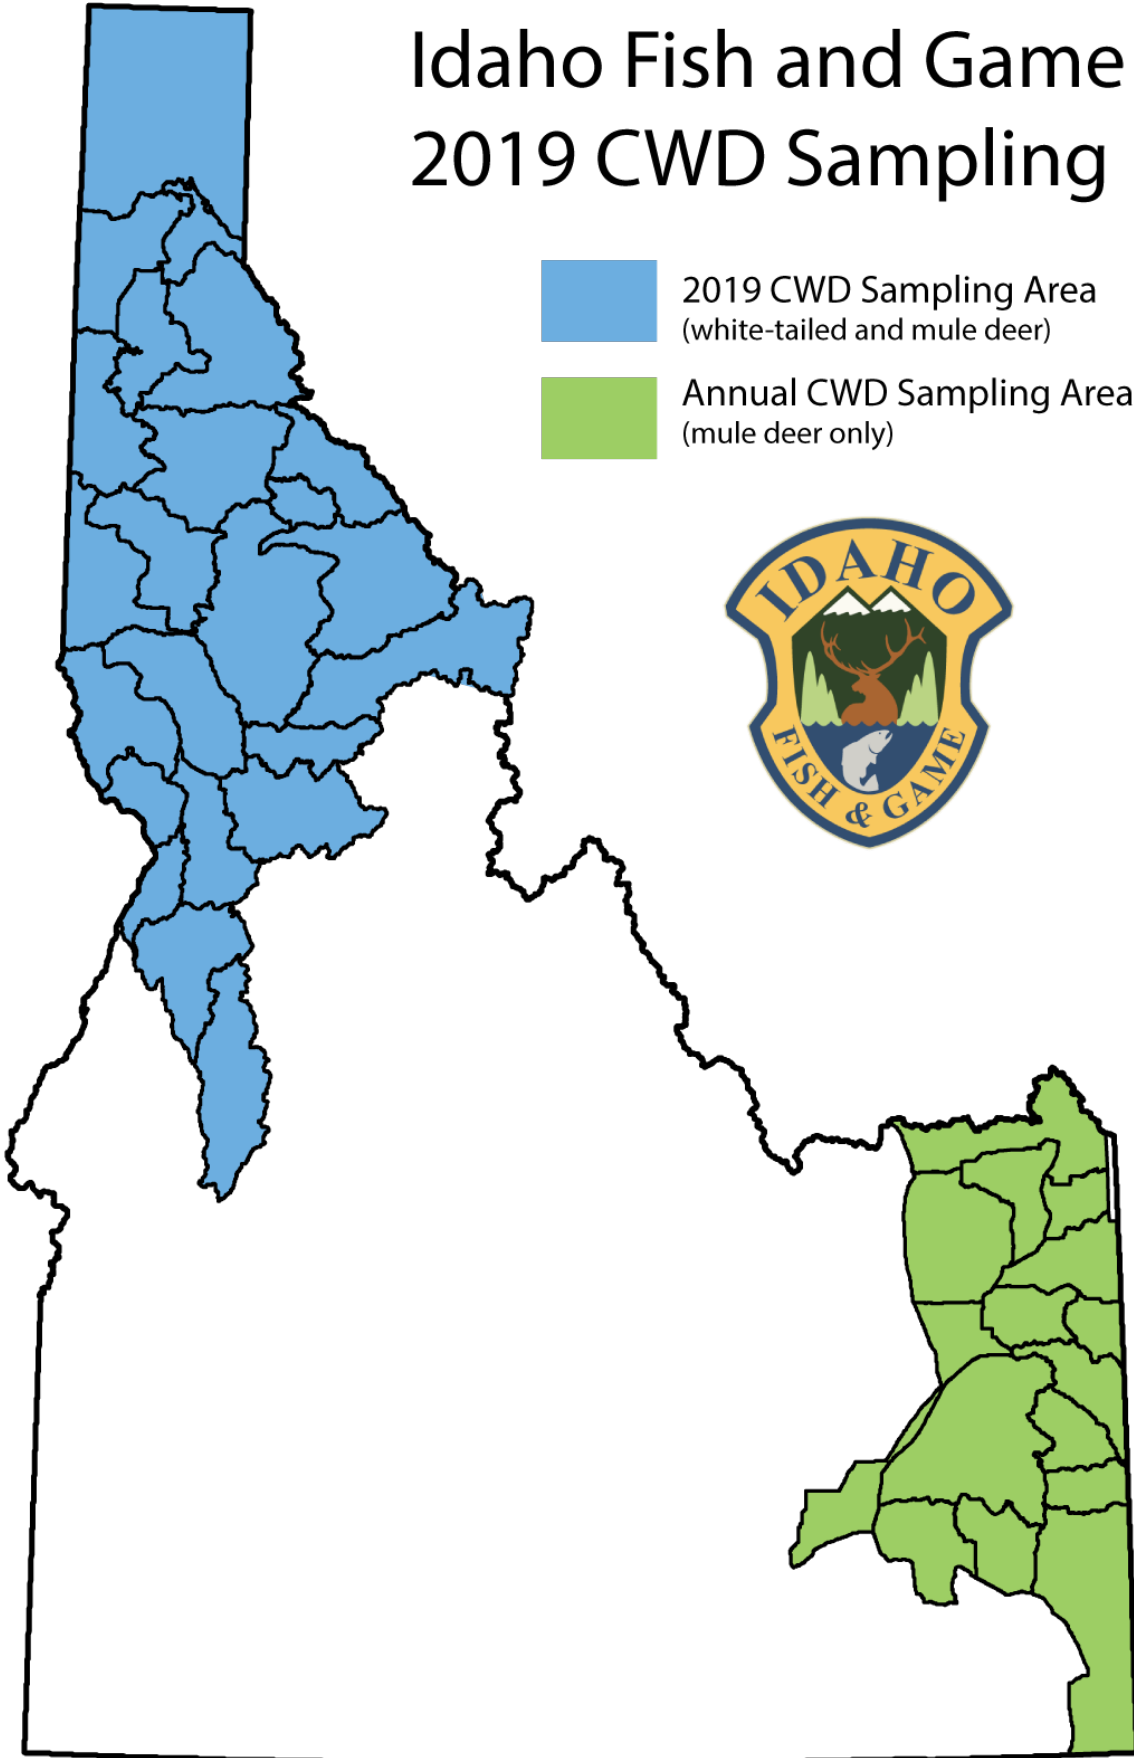 Idaho Fish and Game
2019 CWD Sampling
2019 CWD Sampling Area
(white-tailed and mule deer)
Annual CWD Sampling Area
(mule deer only)
IDAHO
FISH & GAME